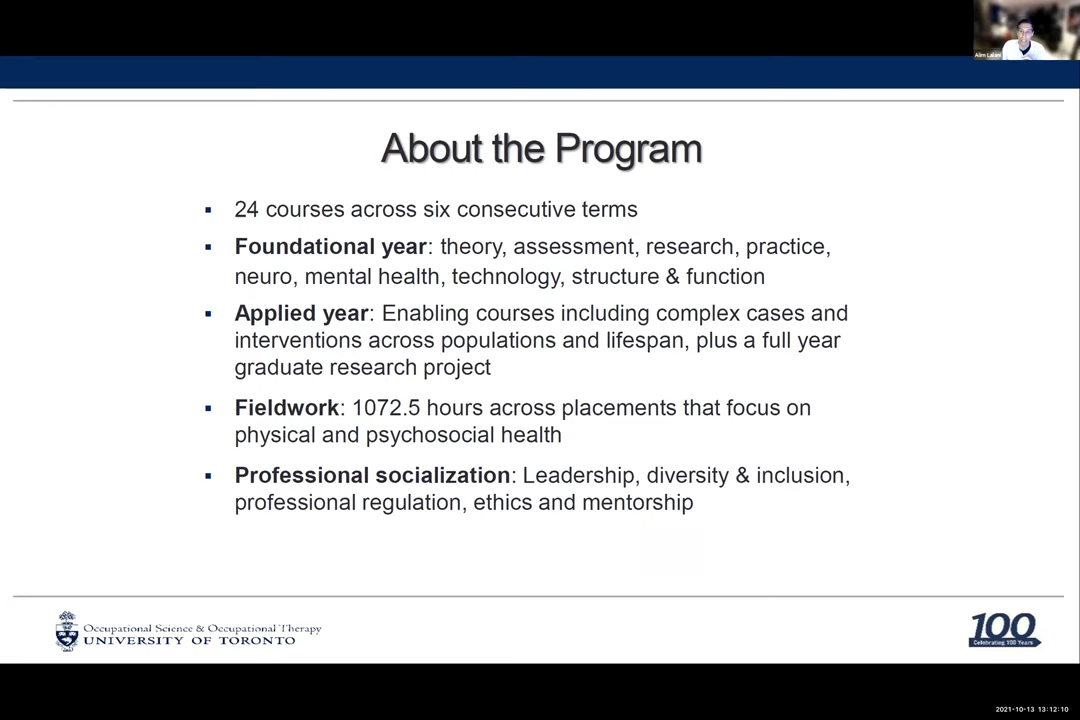 Alim Lalani
About the Program
▪ 24 courses across six consecutive terms
▪ Foundational year: theory, assessment, research, practice,
neuro, mental health, technology, structure & function
▪ Applied year: Enabling courses including complex cases and
interventions across populations and lifespan, plus a full year
graduate research project
▪ Fieldwork: 1072.5 hours across placements that focus on
physical and psychosocial health
▪ Professional socialization: Leadership, diversity & inclusion,
professional regulation, ethics and mentorship
Occupational Science & Occupational Therapy
UNIVERSITY OF TORONTO
100
Celebrating 100 Years
2021-10-13 13:12:10